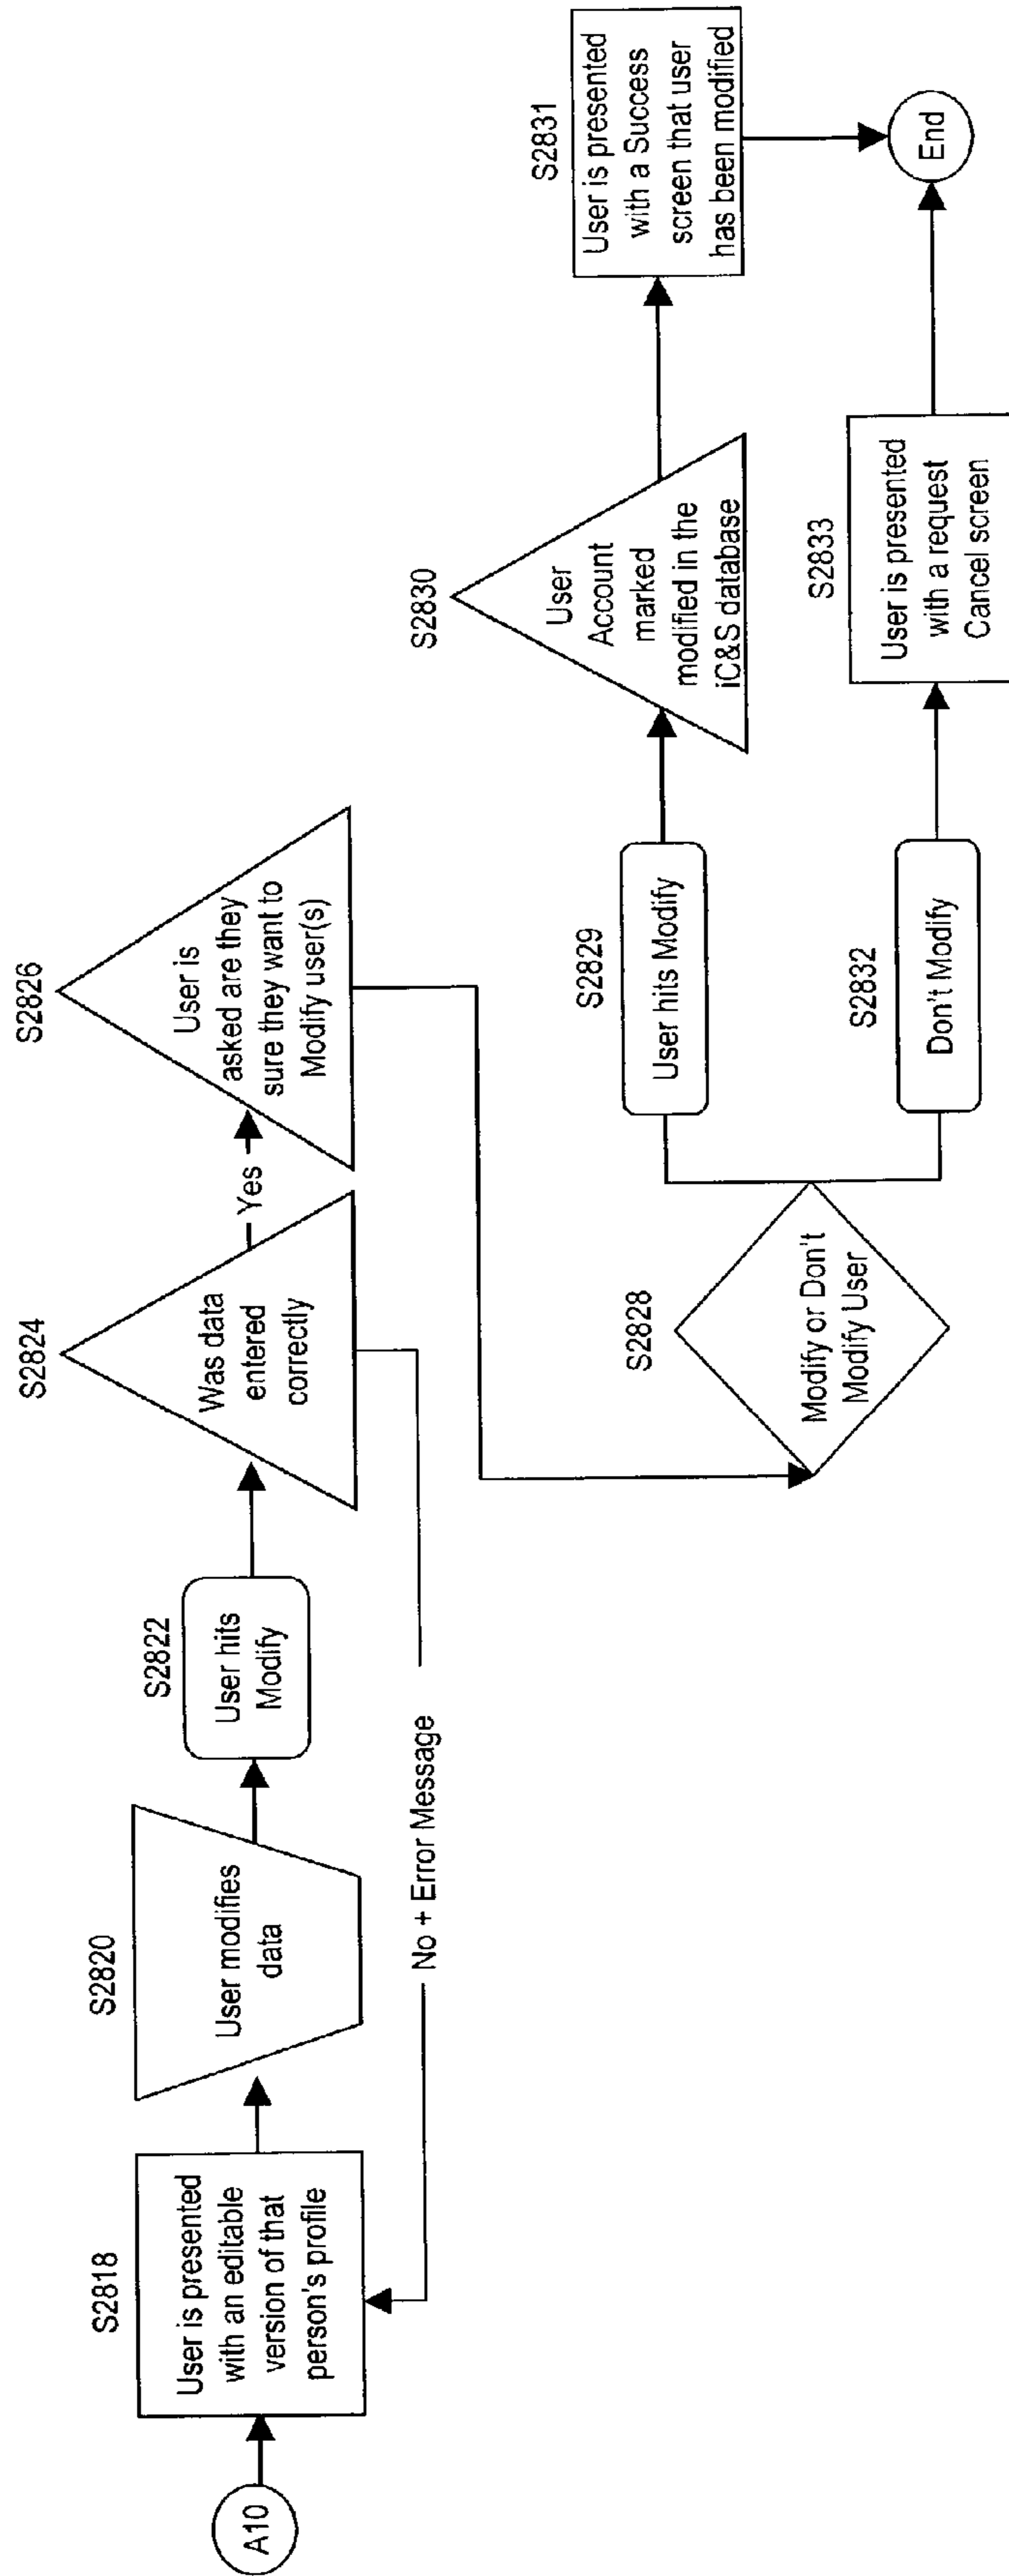 A10
S2818
User is presented
with an editable
version of that
person's profile
S2820
User modifies
data
S2822
User hits
Modify
S2824
Was data
entered
correctly
Yes
No + Error Message
S2826
User is
asked are they
sure they want to
Modify user(s)
S2828
Modify or Don't
Modify User
S2829
User hits Modify
S2830
User
Account
marked
modified in the
iC&S database
S2831
User is presented
with a Success
screen that user
has been modified
S2832
Don't Modify
S2833
User is presented
with a request
Cancel screen
End